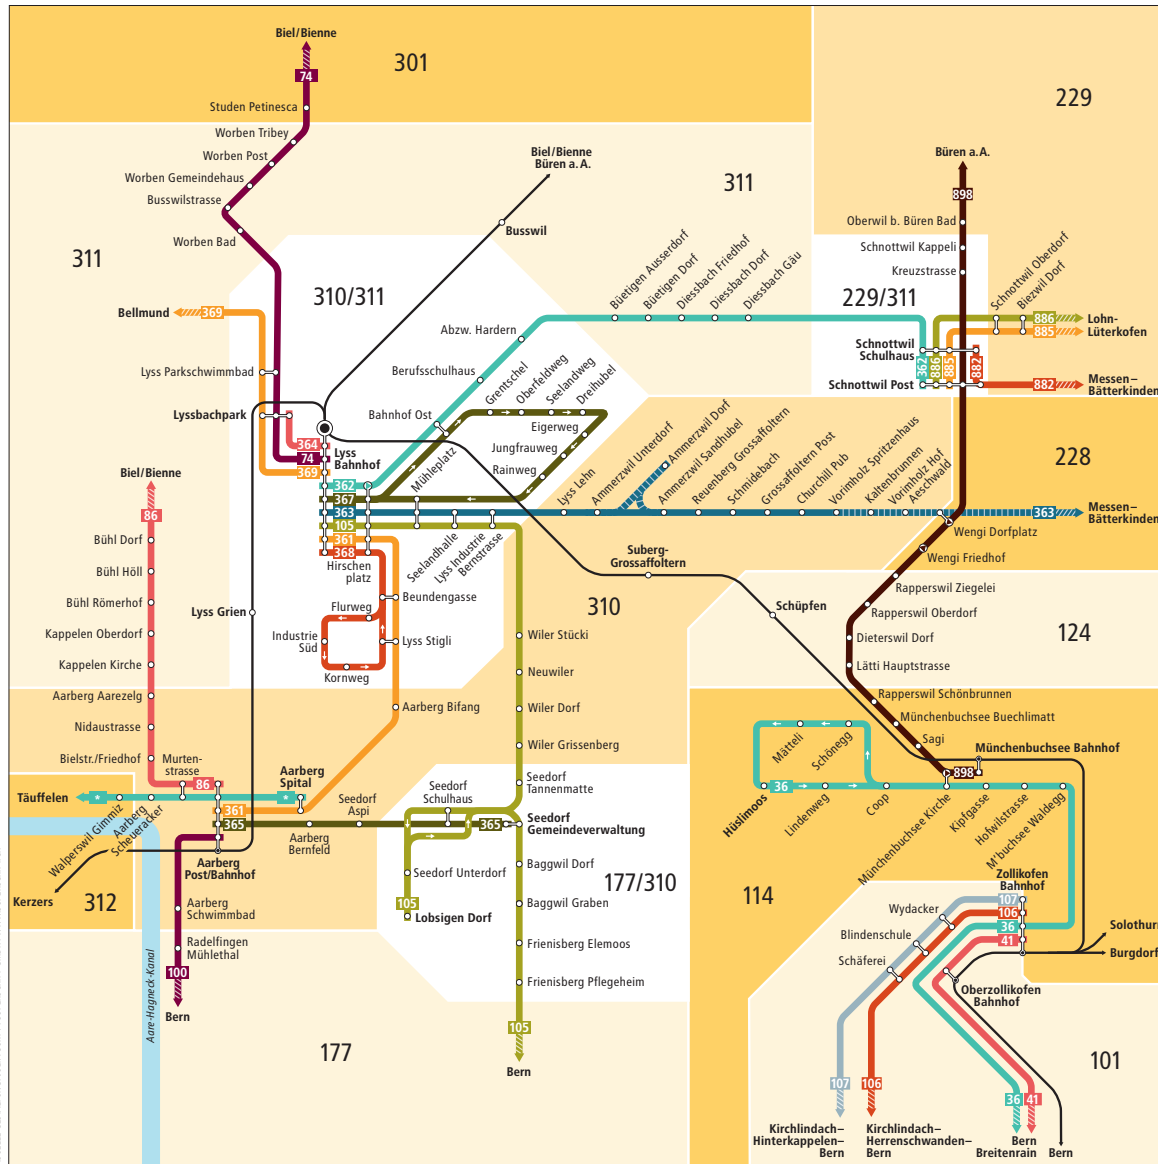 Biel/Bienne
74
301
Studen Petinesca
229
Worben Tribey
Worben Post
Worben Gemeindehaus
Busswilstrasse
Worben Bad
Biel/Bienne
Büren a. A.
Busswil
311
Büren a.A.
898
Oberwil b. Büren Bad
Schnottwil Kappeli
Kreuzstrasse
311
310/311
229/311
Büetigen Ausserdorf
Büetigen Dorf
Diessbach Friedhof
Diessbach Dorf
Diessbach Gäu
Schnottwil Oberdorf
Biezwil Dorf
Bellmund
369
886
885
Lohn-
Lüterkofen
Abzw. Hardern
Schnottwil
Schulhaus
362
886
885
882
Schnottwil Post
882
Messen–
Bätterkinden
Lyss Parkschwimmbad
Berufsschulhaus
Grentschel
Oberfeldweg
Seelandweg
Dreihubel
Lyssbachpark
Bahnhof Ost
Mühleplatz
Eigerweg
Jungfrauweg
Rainweg
364
74
369
Lyss
Bahnhof
362
367
363
105
361
368
Hirschen
platz
Seelandhalle
Lyss Industrie
Bernstrasse
Lyss Lehn
Ammerzwil Unterdorf
Ammerzwil Dorf
Ammerzwil Sandhubel
Reuenberg Grossaffoltern
Schmidebach
Grossaffoltern Post
Churchill Pub
Vorimholz Spritzenhaus
Kaltenbrunnen
Vorimholz Hof
Aeschwald
228
363
Messen–
Bätterkinden
Wengi Dorfplatz
Wengi Friedhof
Biel/Bienne
86
Bühl Dorf
Bühl Höll
Bühl Römerhof
Kappelen Oberdorf
Kappelen Kirche
Aarberg Aarezelg
Nidaustrasse
Bielstr./Friedhof
Murten-
strasse
86
Lyss Grien
Flurweg
Industrie
Süd
Kornweg
Beundengasse
Lyss Stigli
Aarberg Bifang
Suberg-
Grossaffoltern
310
Schüpfen
124
Rapperswil Ziegelei
Rapperswil Oberdorf
Dieterswil Dorf
Lätti Hauptstrasse
Rapperswil Schönbrunnen
Münchenbuchsee Buechlimatt
Sagi
Münchenbuchsee Bahnhof
898
Wiler Stücki
Neuwiler
Wiler Dorf
Wiler Grissenberg
Seedorf
Tannenmatte
Mätteli
Schönegg
Hüslimoos
36
Lindenweg
Coop
Münchenbuchsee Kirche
Kipfgasse
Hofwilstrasse
M'buchsee Waldegg
Täuffelen
*
*
Aarberg
Spital
Walperswil Gimmiz
Aarberg
Scheueräcker
361
365
Aarberg
Post/Bahnhof
Aarberg
Bernfeld
Seedorf
Aspi
Seedorf
Schulhaus
365
Seedorf
Gemeindeverwaltung
Kerzers
312
Seedorf Unterdorf
105
Lobsigen Dorf
Baggwil Dorf
Baggwil Graben
177/310
Frienisberg Elemoos
Frienisberg Pflegeheim
105
Bern
Aarberg
Schwimmbad
Radelfingen
Mühlethal
100
Bern
Aare-Hagneck-Kanal
177
114
Zollikofen
Bahnhof
107
106
36
41
Wydacker
Blindenschule
Schäferei
Solothurn
Burgdorf
Oberzollikofen
Bahnhof
101
107
106
36
41
Kirchlindach–
Hinterkappelen–
Bern
Kirchlindach–
Herrenschwanden–
Bern
Bern
Breitenrain
Bern